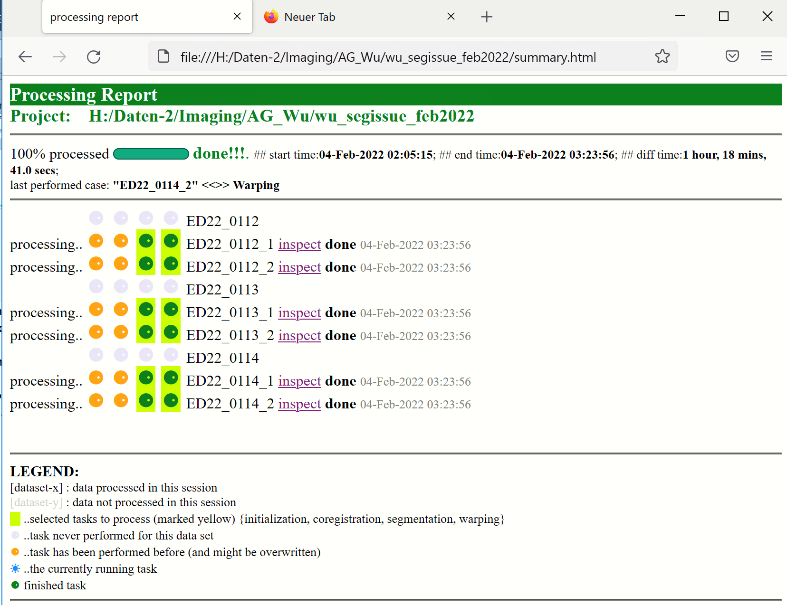 processing report
Neuer Tab
file:///H:/Daten-2/Imaging/AG_Wu/wu_segissue_feb2022/summary.html
Processing Report
Project: H:/Daten-2/Imaging/AG_Wu/wu_segissue_feb2022
100% processed done!!!. ## start time:04-Feb-2022 02:05:15; ## end time:04-Feb-2022 03:23:56; ## diff time:1 hour, 18 mins,
41.0 secs;
last performed case: "ED22_0114_2" <<>> Warping
ED22_0112
processing.. ED22_0112_1 inspect done 04-Feb-2022 03:23:56
processing.. ED22_0112_2 inspect done 04-Feb-2022 03:23:56
ED22_0113
processing.. ED22_0113_1 inspect done 04-Feb-2022 03:23:56
processing.. ED22_0113_2 inspect done 04-Feb-2022 03:23:56
ED22_0114
processing.. ED22_0114_1 inspect done 04-Feb-2022 03:23:56
processing.. ED22_0114_2 inspect done 04-Feb-2022 03:23:56
LEGEND:
[dataset-x] : data processed in this session
[dataset-y] : data not processed in this session
..selected tasks to process (marked yellow) {initialization, coregistration, segmentation, warping}
..task never performed for this data set
..task has been performed before (and might be overwritten)
..the currently running task
finished task